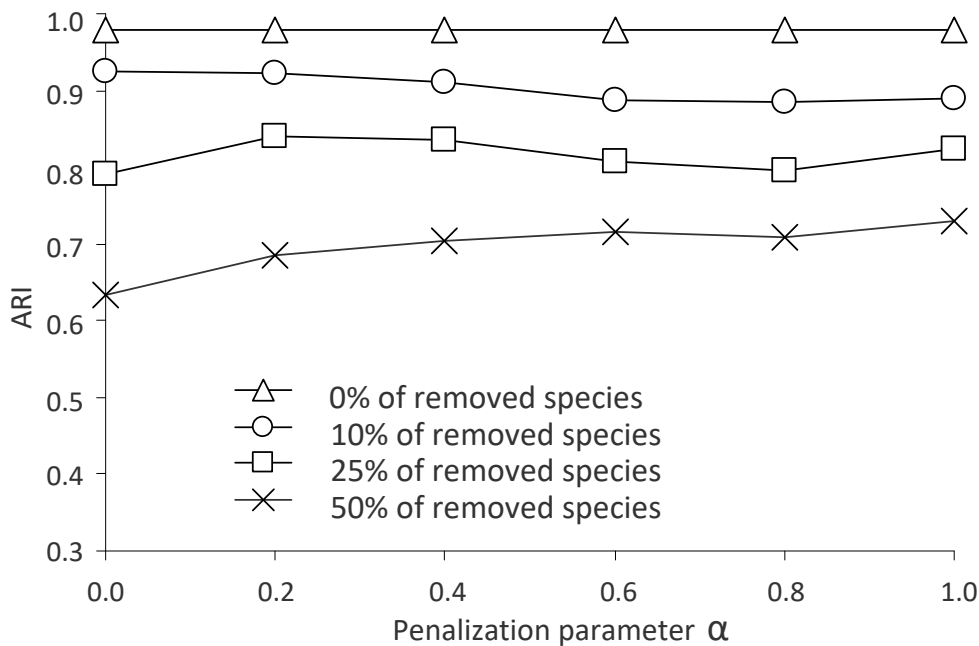 1.0
0.9
0.8
0.7
0.6
0.5
0.4
0.3
ARI
0% of removed species
10% of removed species
25% of removed species
50% of removed species
0.0 0.2 0.4 0.6 0.8 1.0
Penalization parameter α